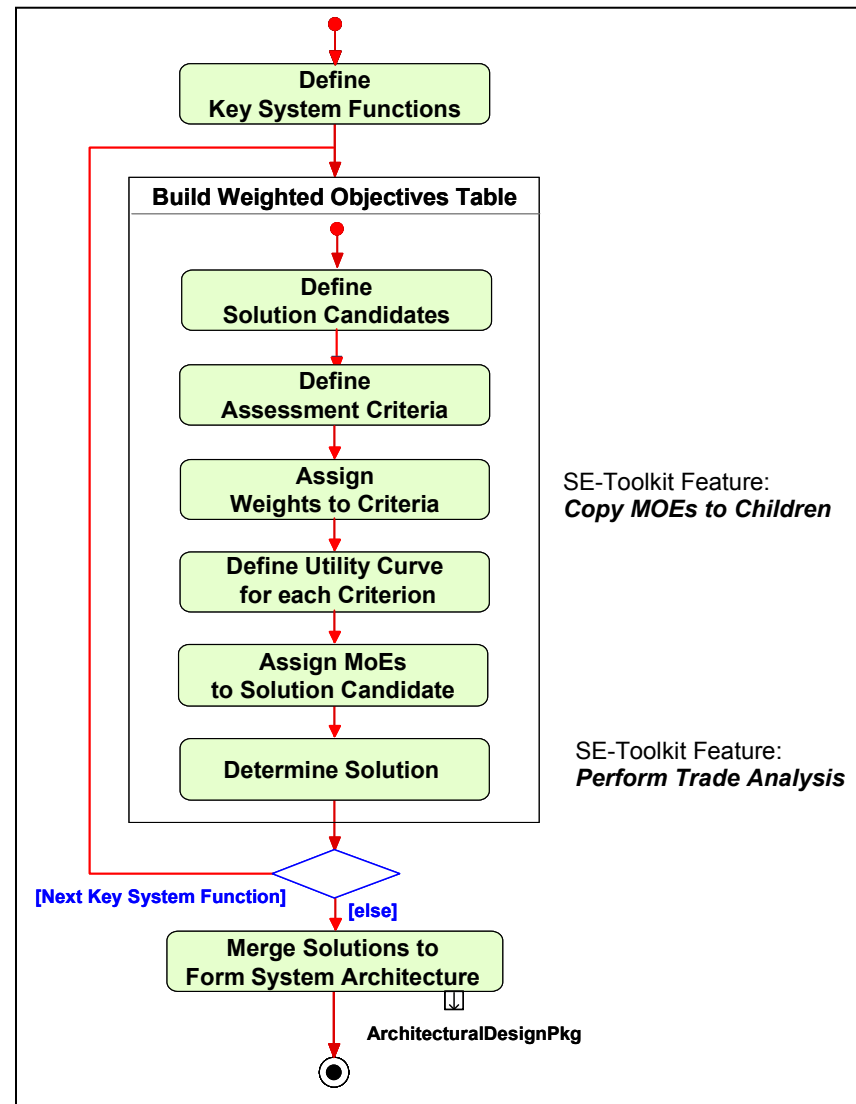 Define
Key System Functions
Build Weighted Objectives Table
Define
Solution Candidates
Define
Assessment Criteria
Assign
Weights to Criteria
SE-Toolkit Feature:
Copy MOEs to Children
Define Utility Curve
for each Criterion
Assign MoEs
to Solution Candidate
Determine Solution
SE-Toolkit Feature:
Perform Trade Analysis
[Next Key System Function]
[else]
Merge Solutions to
Form System Architecture
ArchitecturalDesignPkg